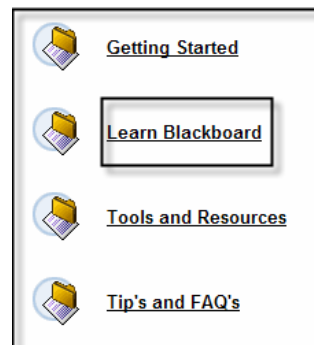 Getting Started
Learn Blackboard
Tools and Resources
Tip's and FAQ's